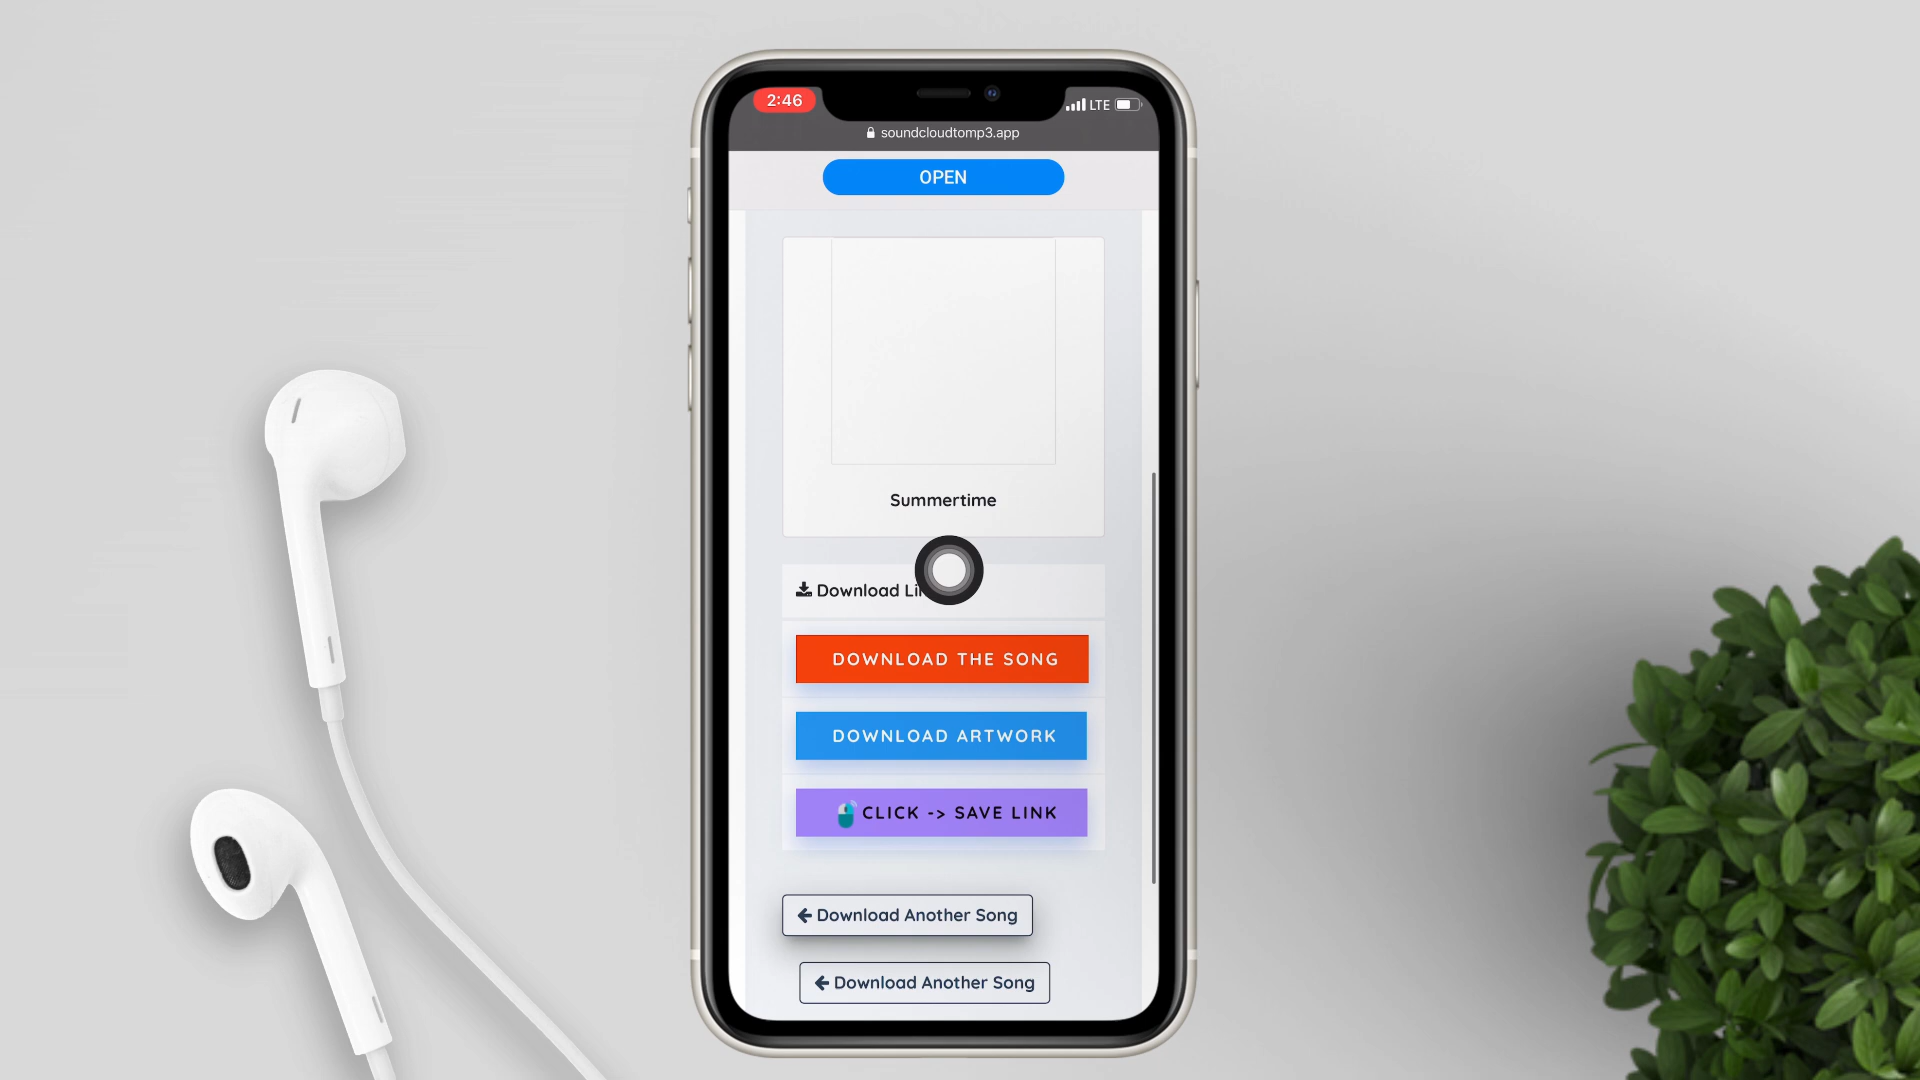 2:46
LTE
soundcloudtomp3.app
OPEN
Summertime
Download
DOWNLOAD THE SONG
DOWNLOAD ARTWORK
CLICK -> SAVE LINK
Download Another Song
Download Another Song